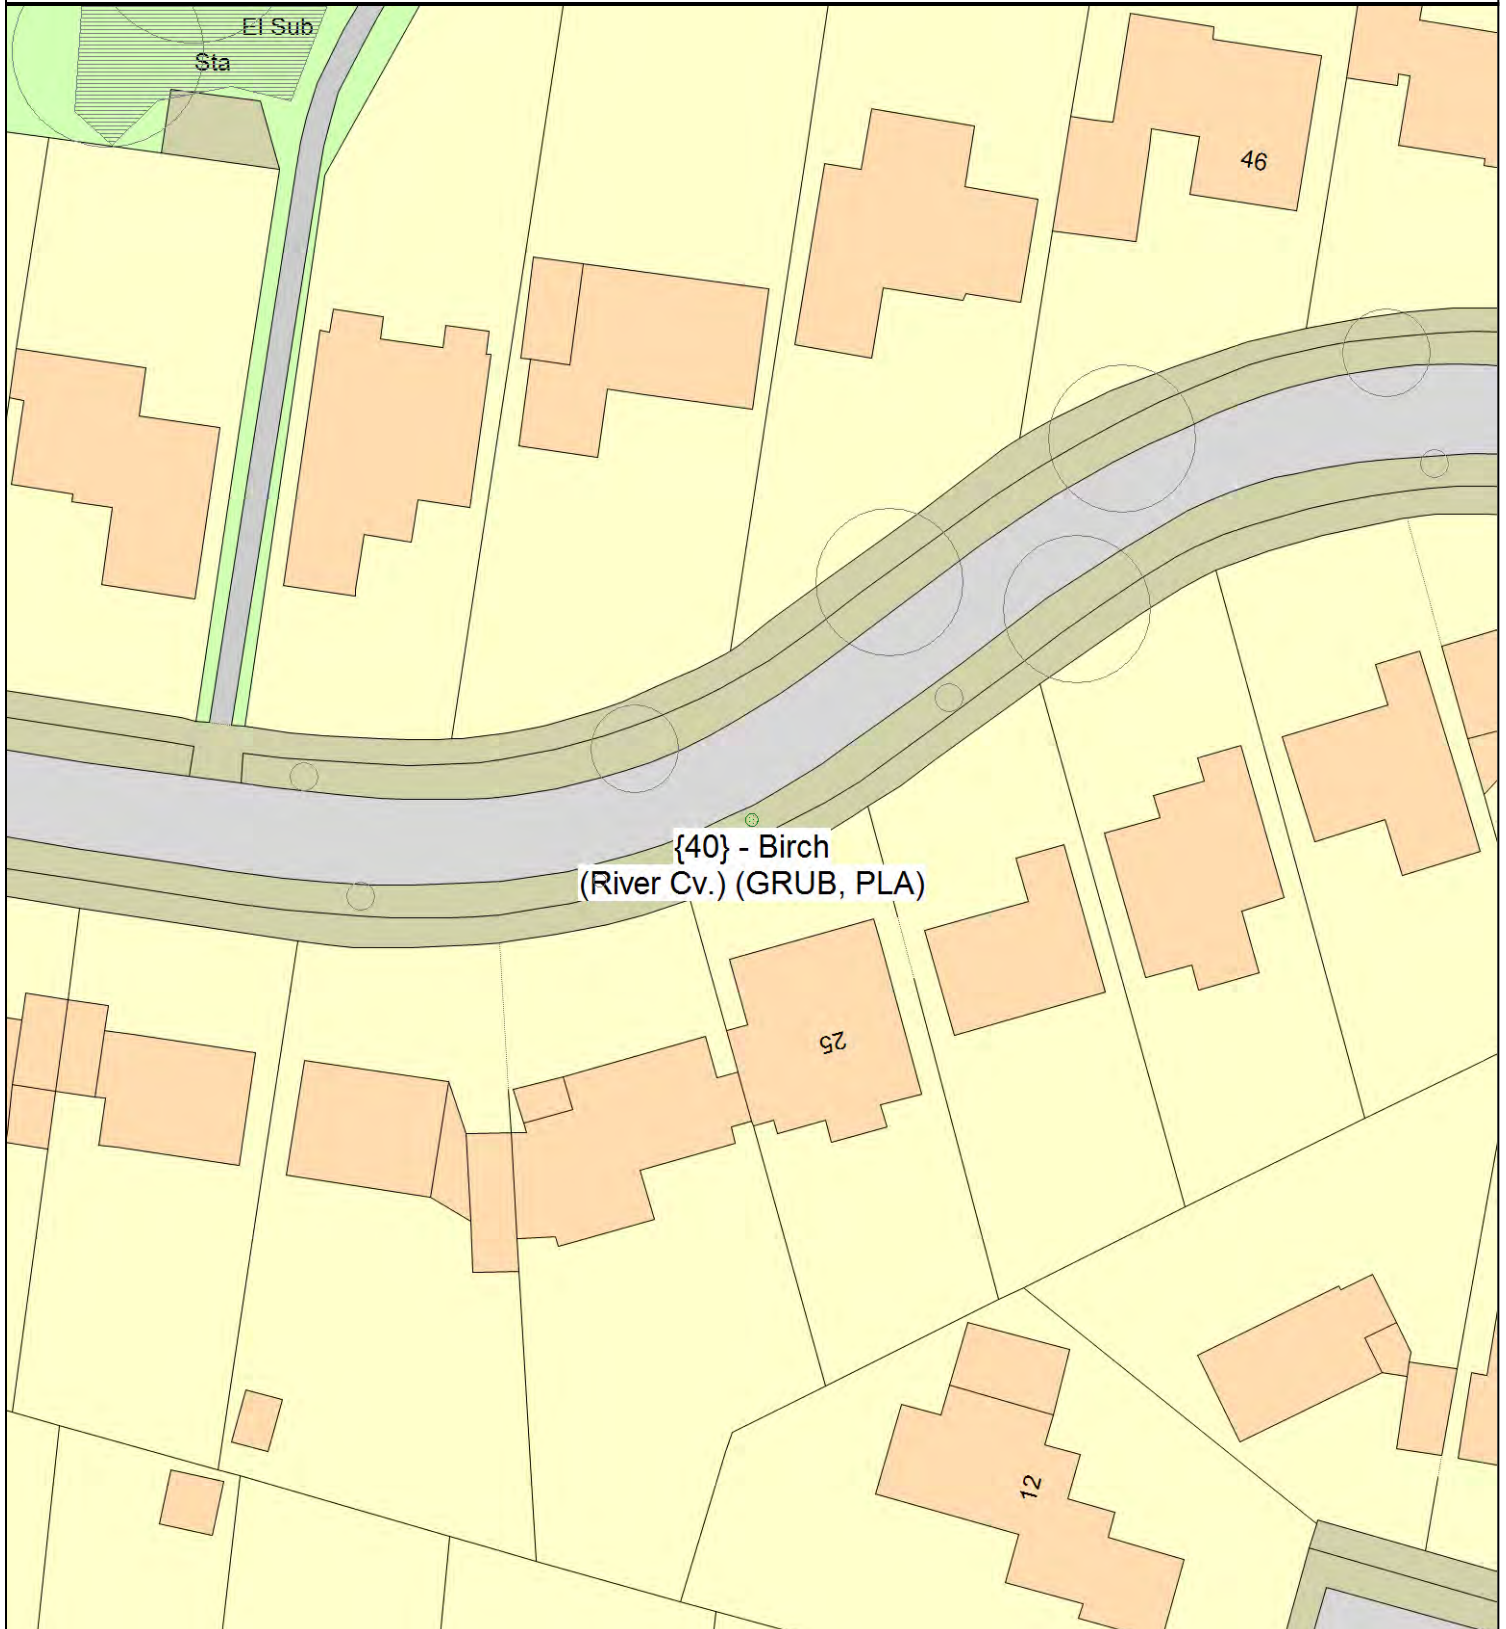 El Sub
Sta
46
{40} - Birch
(River Cv.) (GRUB, PLA)
25
12